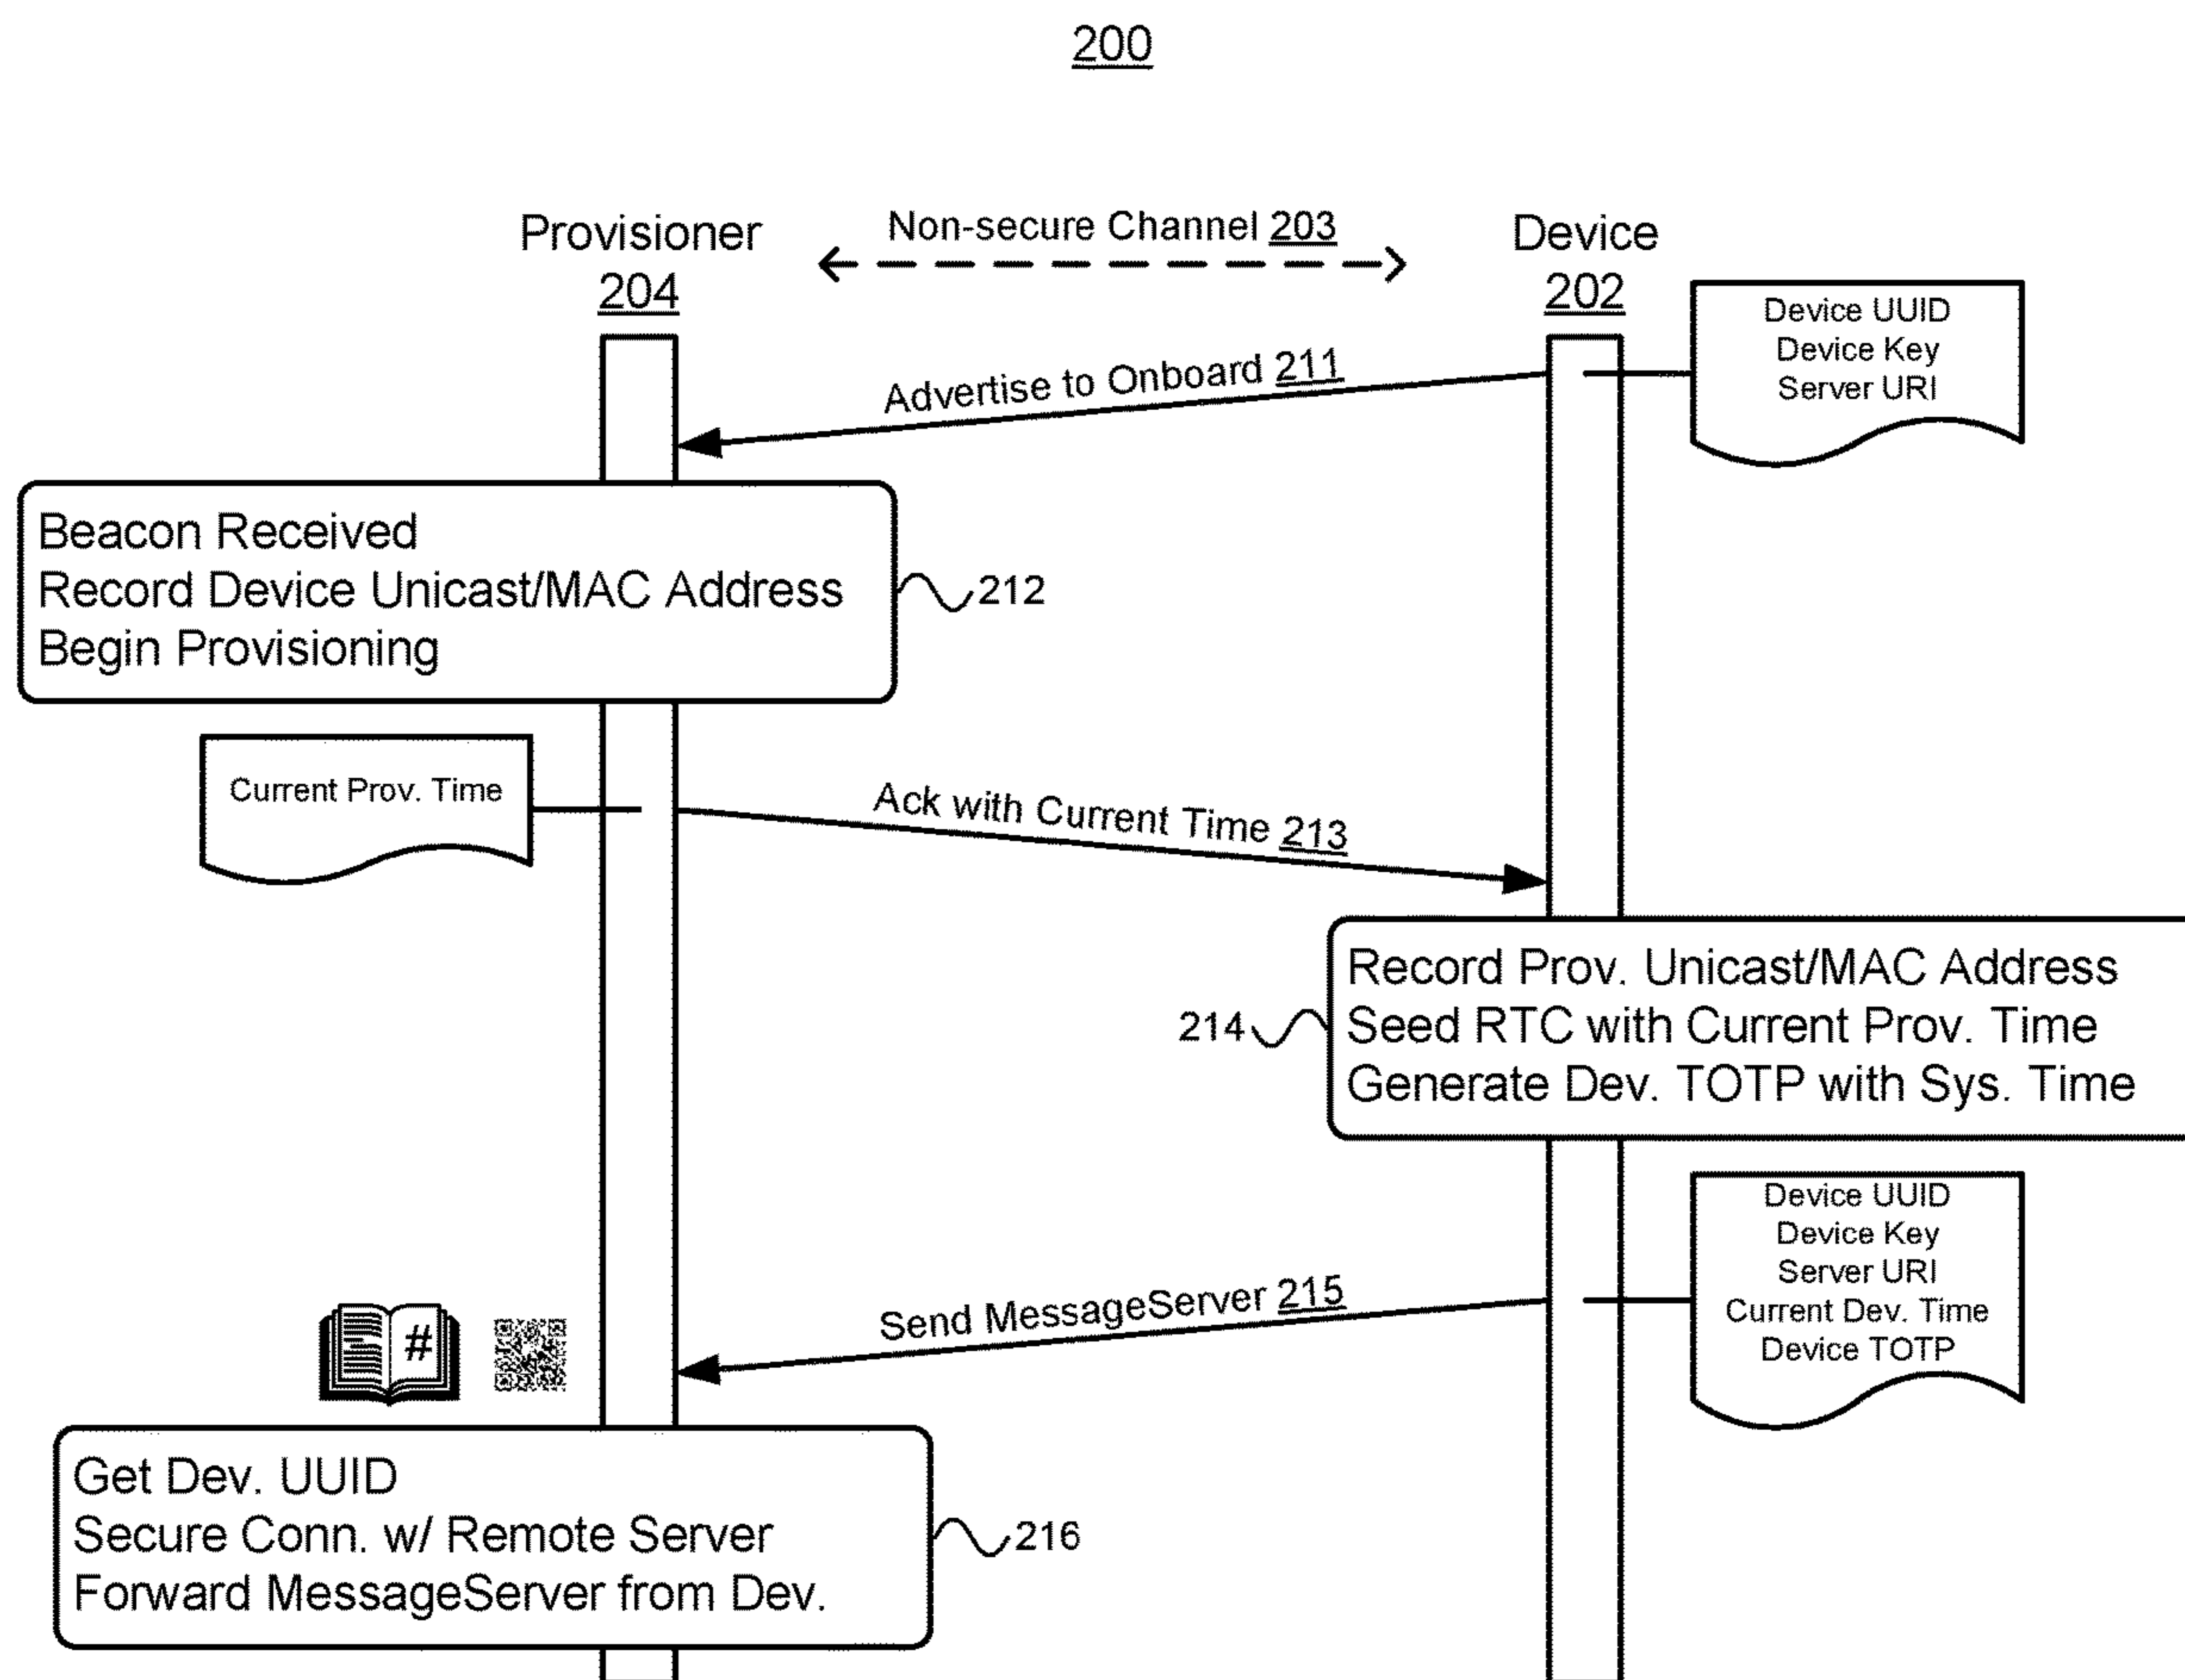 200
Provisioner
204
Non-secure Channel 203
Device
202
Device UUID
Device Key
Server URI
Advertise to Onboard 211
Beacon Received
Record Device Unicast/MAC Address
Begin Provisioning
212
Current Prov. Time
Ack with Current Time 213
Record Prov. Unicast/MAC Address
Seed RTC with Current Prov. Time
Generate Dev. TOTP with Sys. Time
214
Device UUID
Device Key
Server URI
Current Dev. Time
Device TOTP
Send MessageServer 215
#
Get Dev. UUID
Secure Conn. w/ Remote Server
Forward MessageServer from Dev.
216